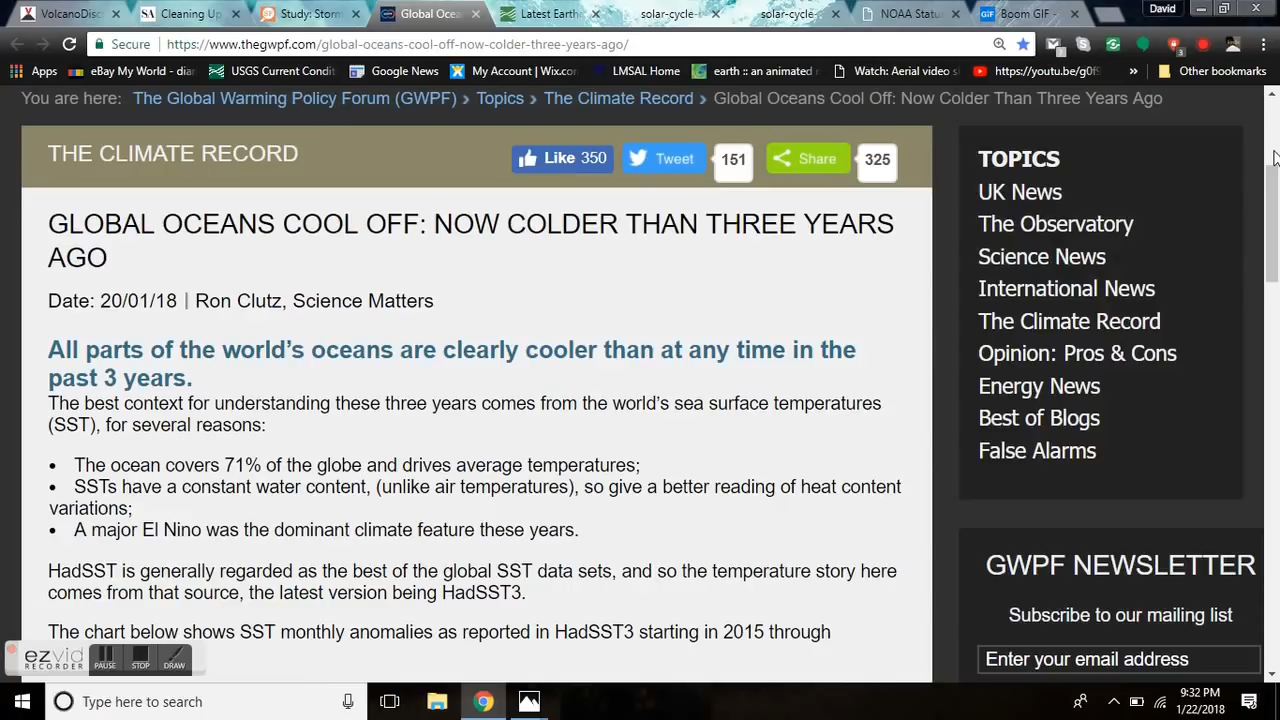 VolcanoDisc
Cleaning Up
Study: Storm
Global Ocea
Latest Earth
solar-cycle-
solar-cycle-
NOAA Statu
Boom GIF -
David
Secure
https://www.thegwpf.com/global-oceans-cool-off-now-colder-three-years-ago/
Apps
eBay My World - dian
USGS Current Condit
Google News
My Account | Wix.com
LMSAL Home
earth :: an animated
Watch: Aerial video s
https://youtu.be/g0f
»
Other bookmarks
You are here: The Global Warming Policy Forum (GWPF) › Topics › The Climate Record › Global Oceans Cool Off: Now Colder Than Three Years Ago
THE CLIMATE RECORD
Like 350
Tweet
151
Share
325
GLOBAL OCEANS COOL OFF: NOW COLDER THAN THREE YEARS
AGO
Date: 20/01/18 | Ron Clutz, Science Matters
All parts of the world’s oceans are clearly cooler than at any time in the
past 3 years.
The best context for understanding these three years comes from the world’s sea surface temperatures
(SST), for several reasons:
• The ocean covers 71% of the globe and drives average temperatures;
• SSTs have a constant water content, (unlike air temperatures), so give a better reading of heat content
variations;
• A major El Nino was the dominant climate feature these years.
HadSST is generally regarded as the best of the global SST data sets, and so the temperature story here
comes from that source, the latest version being HadSST3.
The chart below shows SST monthly anomalies as reported in HadSST3 starting in 2015 through
TOPICS
UK News
The Observatory
Science News
International News
The Climate Record
Opinion: Pros & Cons
Energy News
Best of Blogs
False Alarms
GWPF NEWSLETTER
Subscribe to our mailing list
Enter your email address
ezvid
RECORDER
PAUSE
STOP
DRAW
Type here to search
9:32 PM
1/22/2018